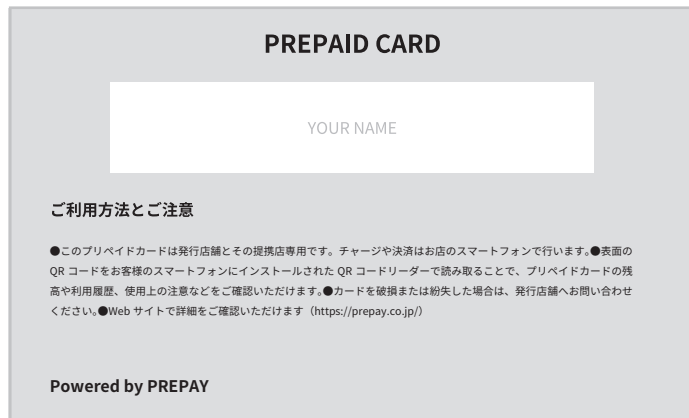 PREPAID CARD
YOUR NAME
ご利用方法とご注意
●このプリペイドカードは発行店舗とその提携店専用です。チャージや決済はお店のスマートフォンで行います。●表面の
QR コードをお客様のスマートフォンにインストールされた QR コードリーダーで読み取ることで、プリペイドカードの残
高や利用履歴、使用上の注意などをご確認いただけます。●カードを破損または紛失した場合は、発行店舗へお問い合わせ
ください。●Web サイトで詳細をご確認いただけます（https://prepay.co.jp/）
Powered by PREPAY